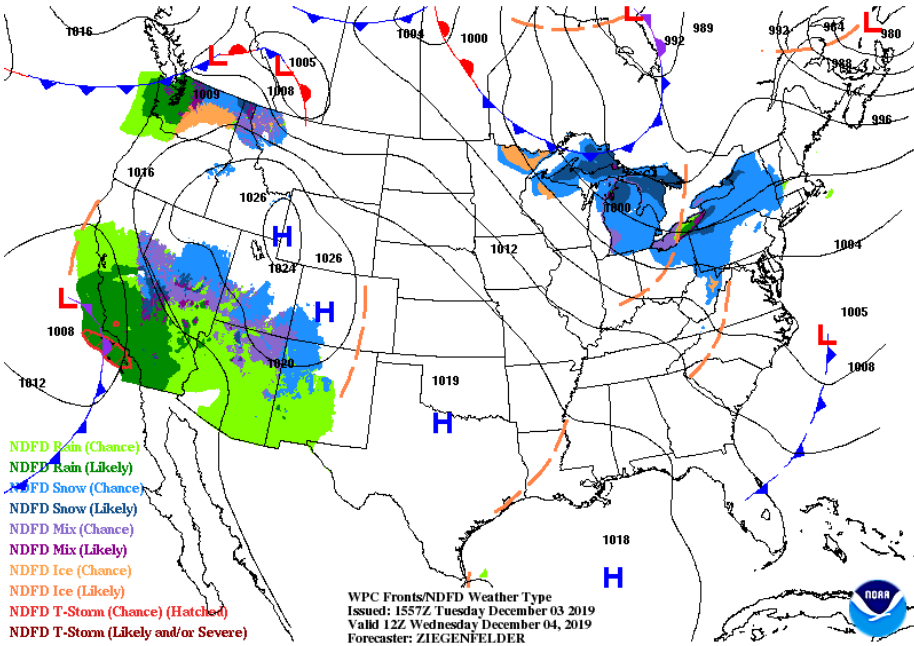 1016
L
1005
L
1004
1000
L
992
989
992
984
L
980
988
1009
1008
996
1016
1026
H
1024
1026
1000
1012
1004
L
1008
H
1005
L
1008
1020
1012
1019
H
NDFD Rain (Chance)
NDFD Rain (Likely)
NDFD Snow (Chance)
NDFD Snow (Likely)
NDFD Mix (Chance)
NDFD Mix (Likely)
NDFD Ice (Chance)
NDFD Ice (Likely)
NDFD T-Storm (Chance) (Hatched)
NDFD T-Storm (Likely and/or Severe)
1018
H
WPC Fronts/NDFD Weather Type
Issued: 1557Z Tuesday December 03 2019
Valid 12Z Wednesday December 04, 2019
Forecaster: ZIEGENFELDER
NOAA